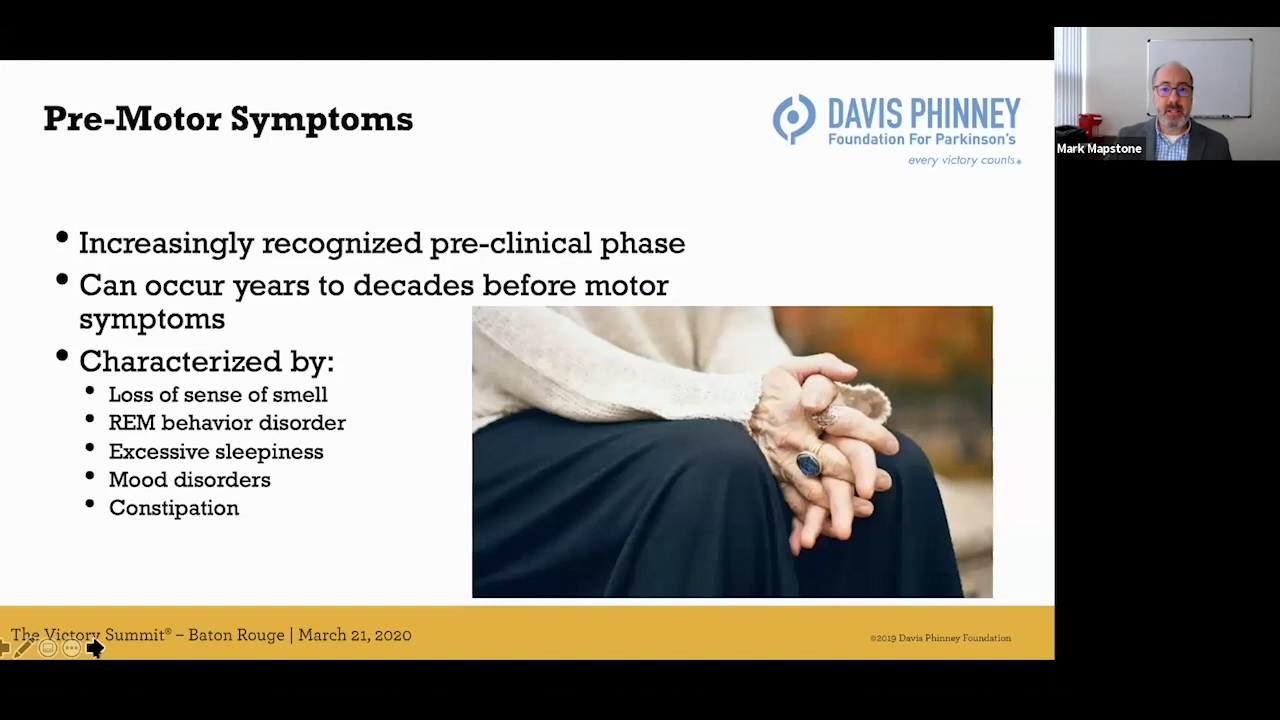 Pre-Motor Symptoms
DAVIS PHINNEY
Foundation For Parkinson's
every victory counts®
Mark Mapstone
• Increasingly recognized pre-clinical phase
• Can occur years to decades before motor
symptoms
• Characterized by:
• Loss of sense of smell
• REM behavior disorder
• Excessive sleepiness
• Mood disorders
• Constipation
The Victory Summit® – Baton Rouge | March 21, 2020
©2019 Davis Phinney Foundation